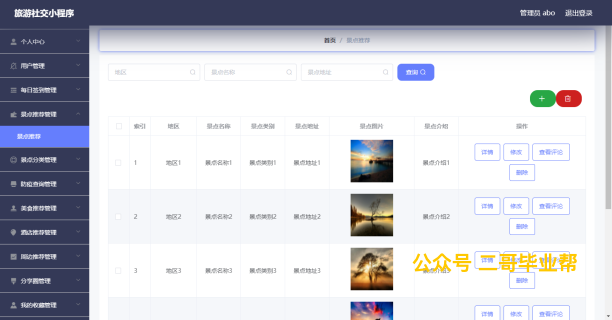 旅游社交小程序
管理员 abo 退出登录
个人中心
用户管理
每日签到管理
景点推荐管理
景点推荐
景点分类管理
防疫查询管理
美食推荐管理
酒店推荐管理
周边推荐管理
分学圈管理
我的收藏管理
首页 / 景点推荐
地区 景点名称 景点地址 查询
索引 地区 景点名称 景点类别 景点地址 景点图片 景点介绍 操作
1 地区1 景点名称1 景点类别1 景点地址1 景点介绍1 详情 修改 查看评论
删除
2 地区2 景点名称2 景点类别2 景点地址2 景点介绍2 详情 修改 查看评论
删除
3 地区3 景点名称3 景点类别3 景点地址3 景点介绍3 详情 修改 查看评论
删除
公众号 二哥毕业帮
详情 修改 查看评论